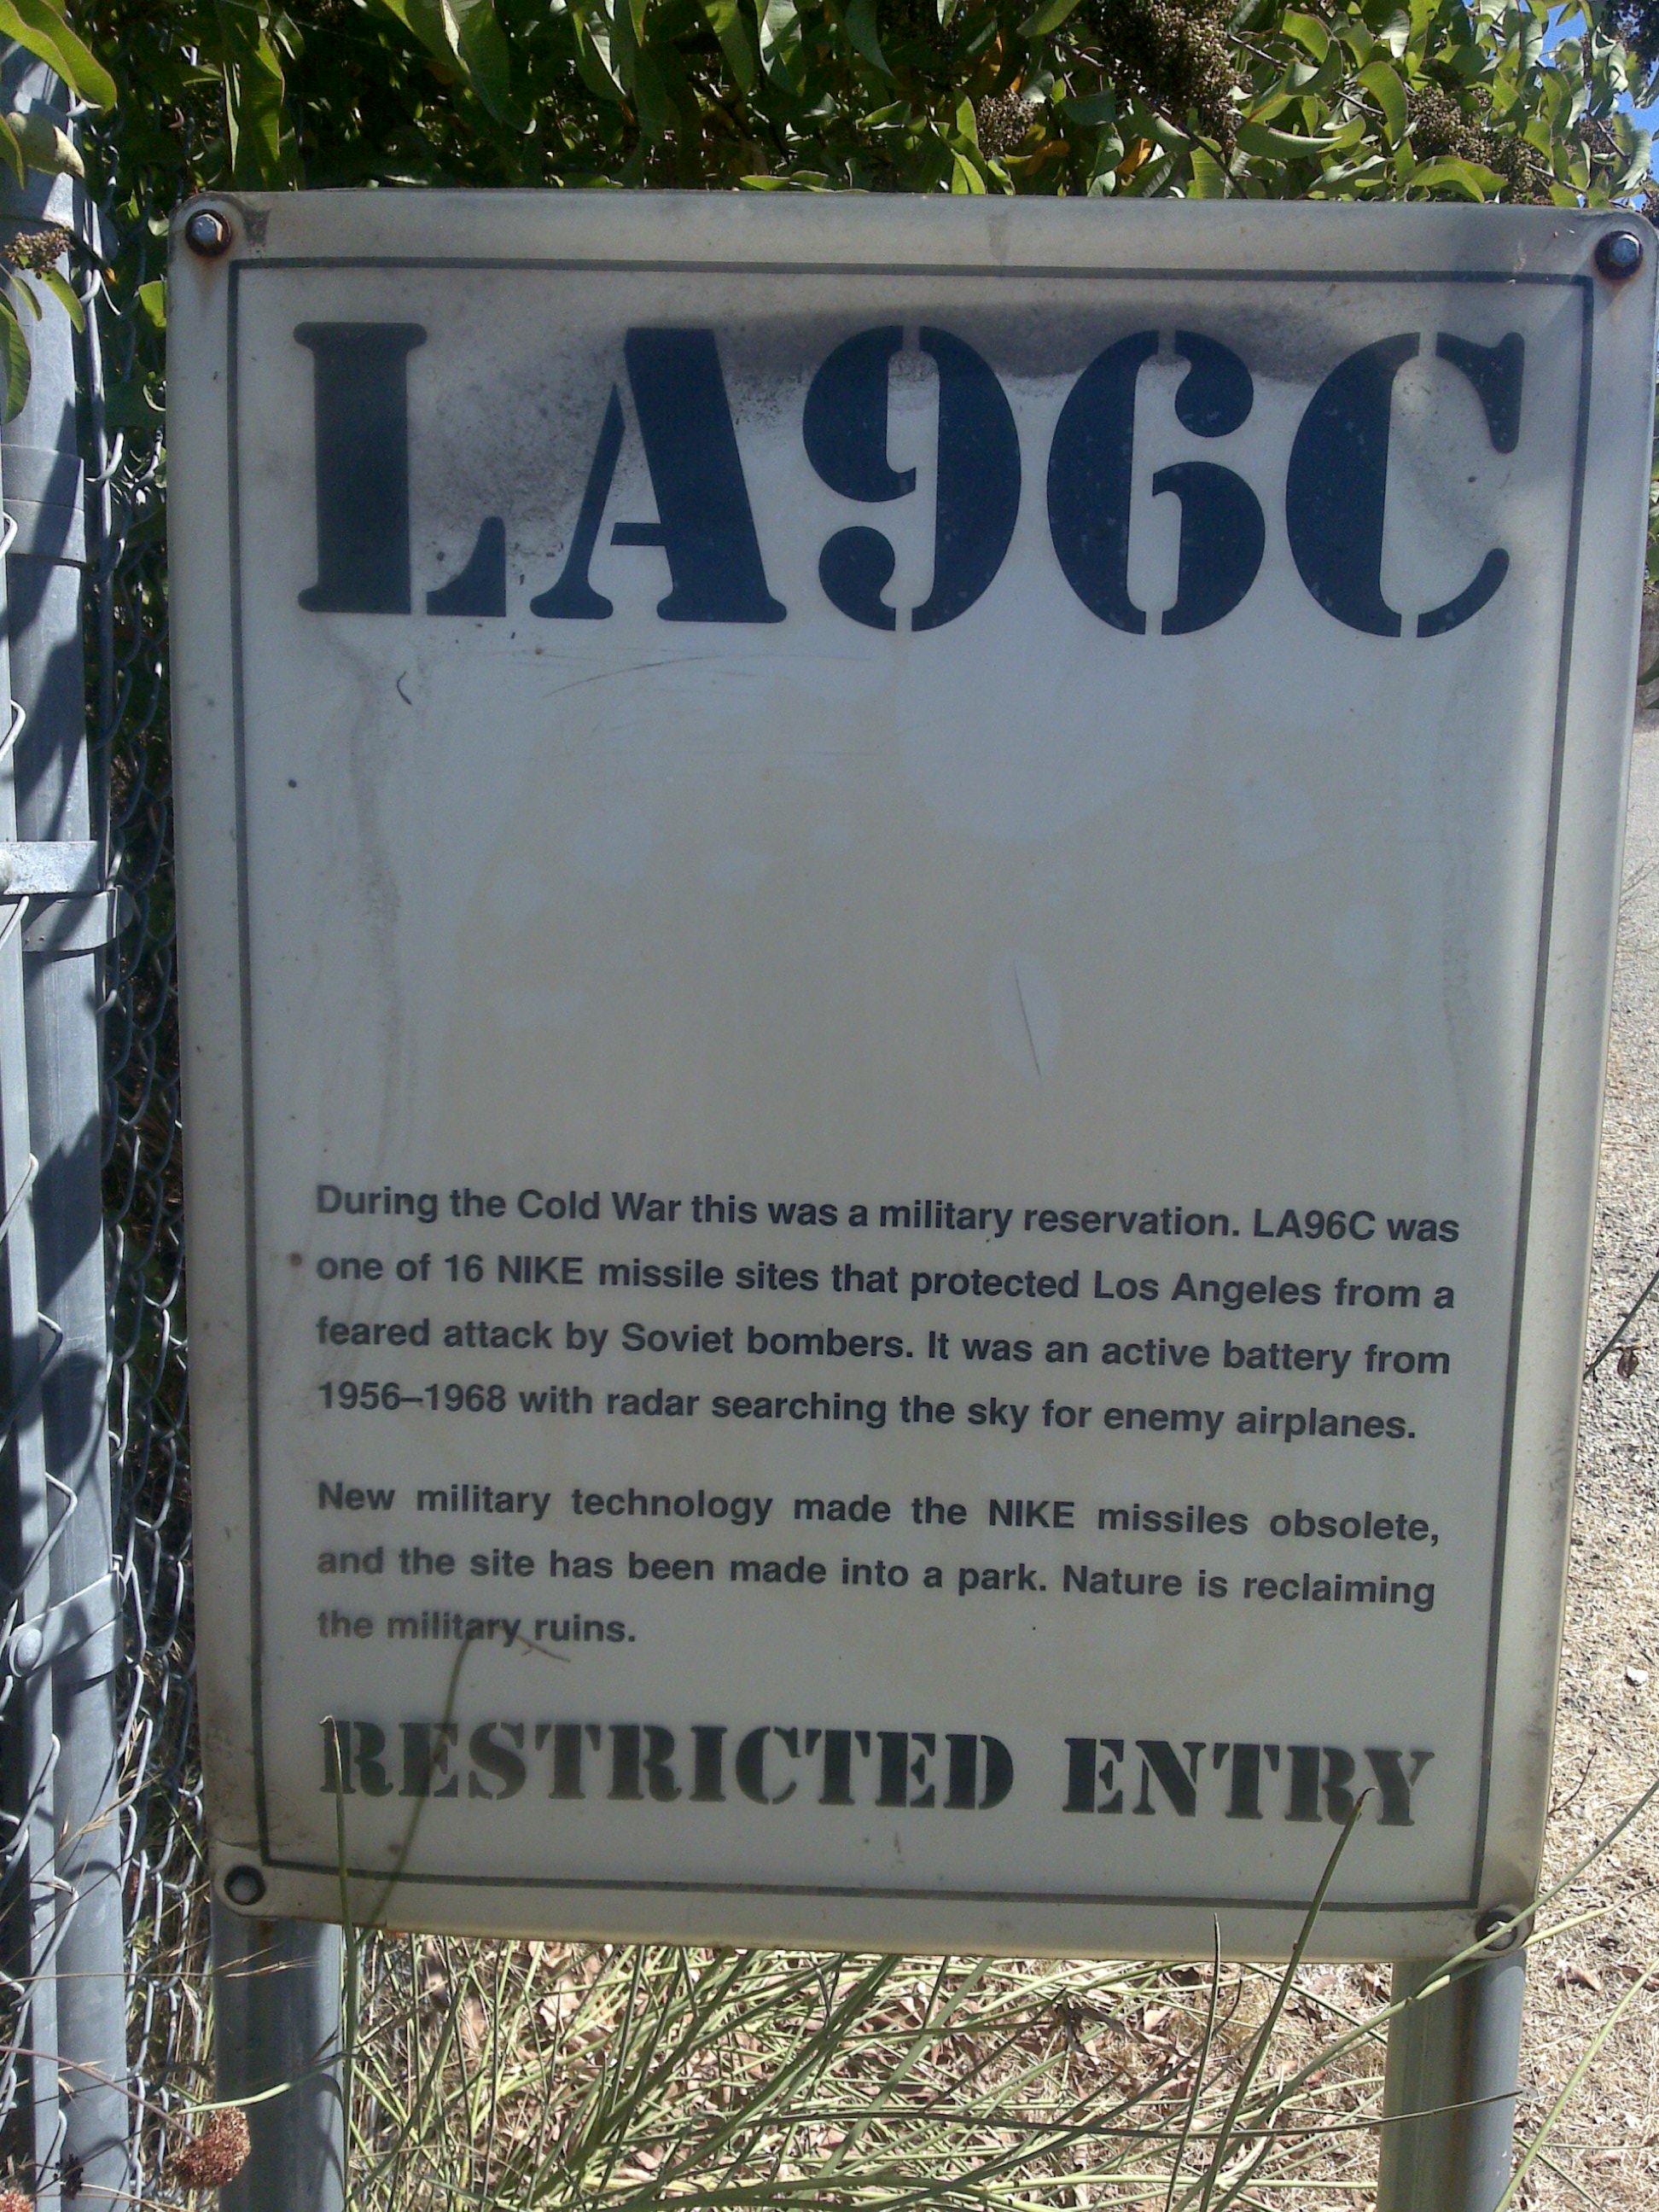 LA96C
During the Cold War this was a military reservation. LA96C was
one of 16 NIKE missile sites that protected Los Angeles from a
feared attack by Soviet bombers. It was an active battery from
1956–1968 with radar searching the sky for enemy airplanes.
New military technology made the NIKE missiles obsolete,
and the site has been made into a park. Nature is reclaiming
the military ruins.
RESTRICTED ENTRY